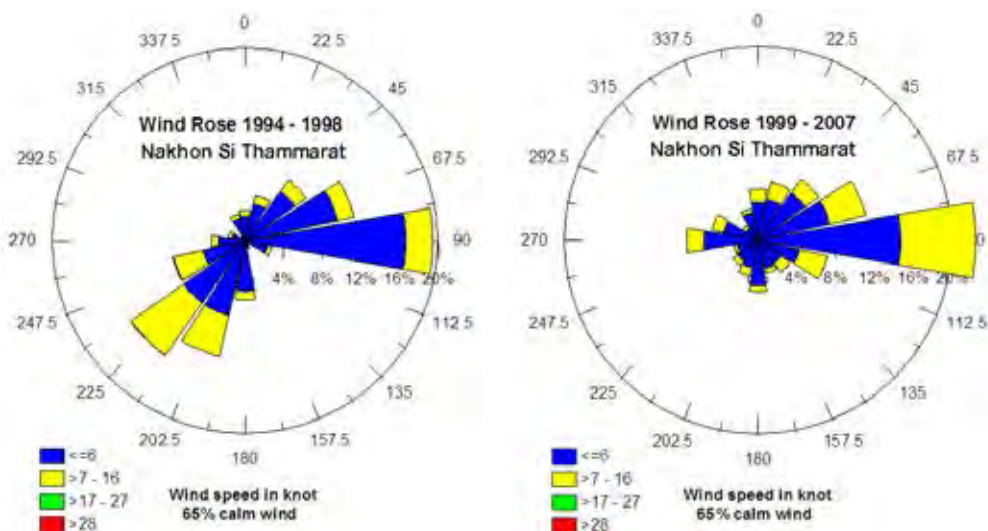 0
337.5
22.5
315
45
Wind Rose 1994 - 1998
Nakhon Si Thammarat
292.5
67.5
270
90
4% 8% 12% 16% 20%
247.5
112.5
225
135
202.5
157.5
180
<=6
>7 - 16
>17 - 27
>28
Wind speed in knot
65% calm wind
0
337.5
22.5
315
45
Wind Rose 1999 - 2007
Nakhon Si Thammarat
292.5
67.5
270
0
4% 8% 12% 16% 20%
247.5
112.5
225
135
202.5
157.5
180
<=6
>7 - 16
>17 - 27
>28
Wind speed in knot
65% calm wind